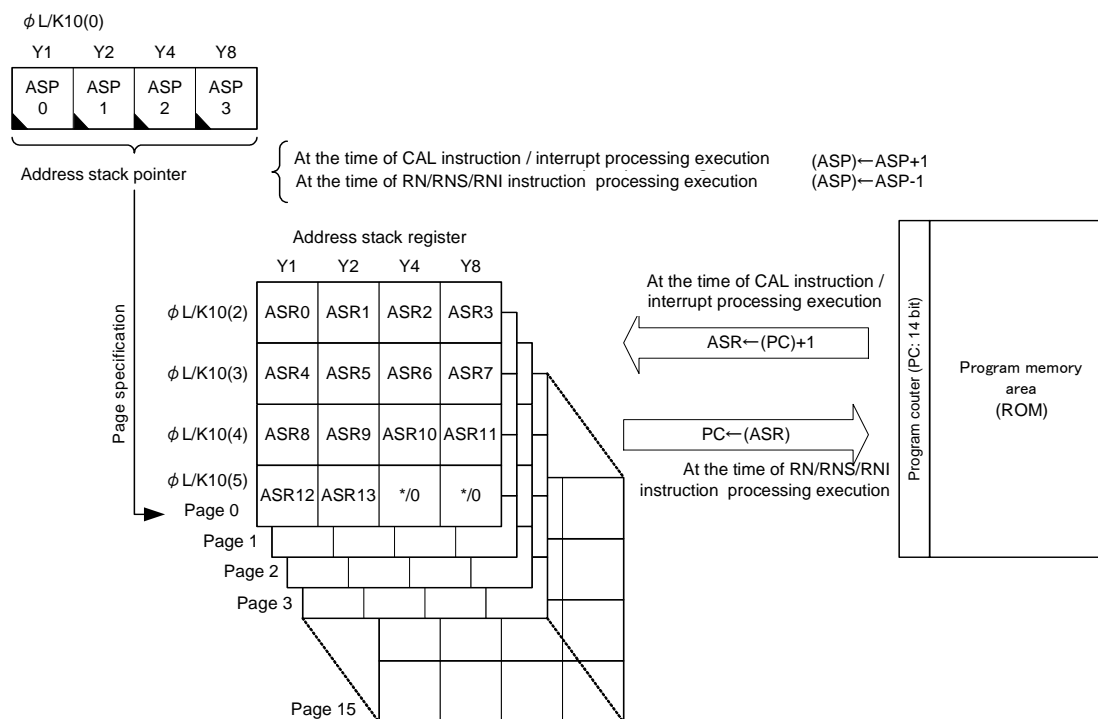 ϕL/K10(0)
Y1 Y2 Y4 Y8
ASP 0 ASP 1 ASP 2 ASP 3
Address stack pointer
At the time of CAL instruction / interrupt processing execution (ASP)←ASP+1
At the time of RN/RNS/RNI instruction processing execution (ASP)←ASP-1
Page specification
Address stack register
Y1 Y2 Y4 Y8
ϕL/K10(2) ASR0 ASR1 ASR2 ASR3
ϕL/K10(3) ASR4 ASR5 ASR6 ASR7
ϕL/K10(4) ASR8 ASR9 ASR10 ASR11
ϕL/K10(5) ASR12 ASR13 */0 */0
Page 0
Page 1
Page 2
Page 3
Page 15
At the time of CAL instruction /
interrupt processing execution
ASR←(PC)+1
PC←(ASR)
At the time of RN/RNS/RNI
instruction processing execution
Program couter (PC: 14 bit)
Program memory
area
(ROM)